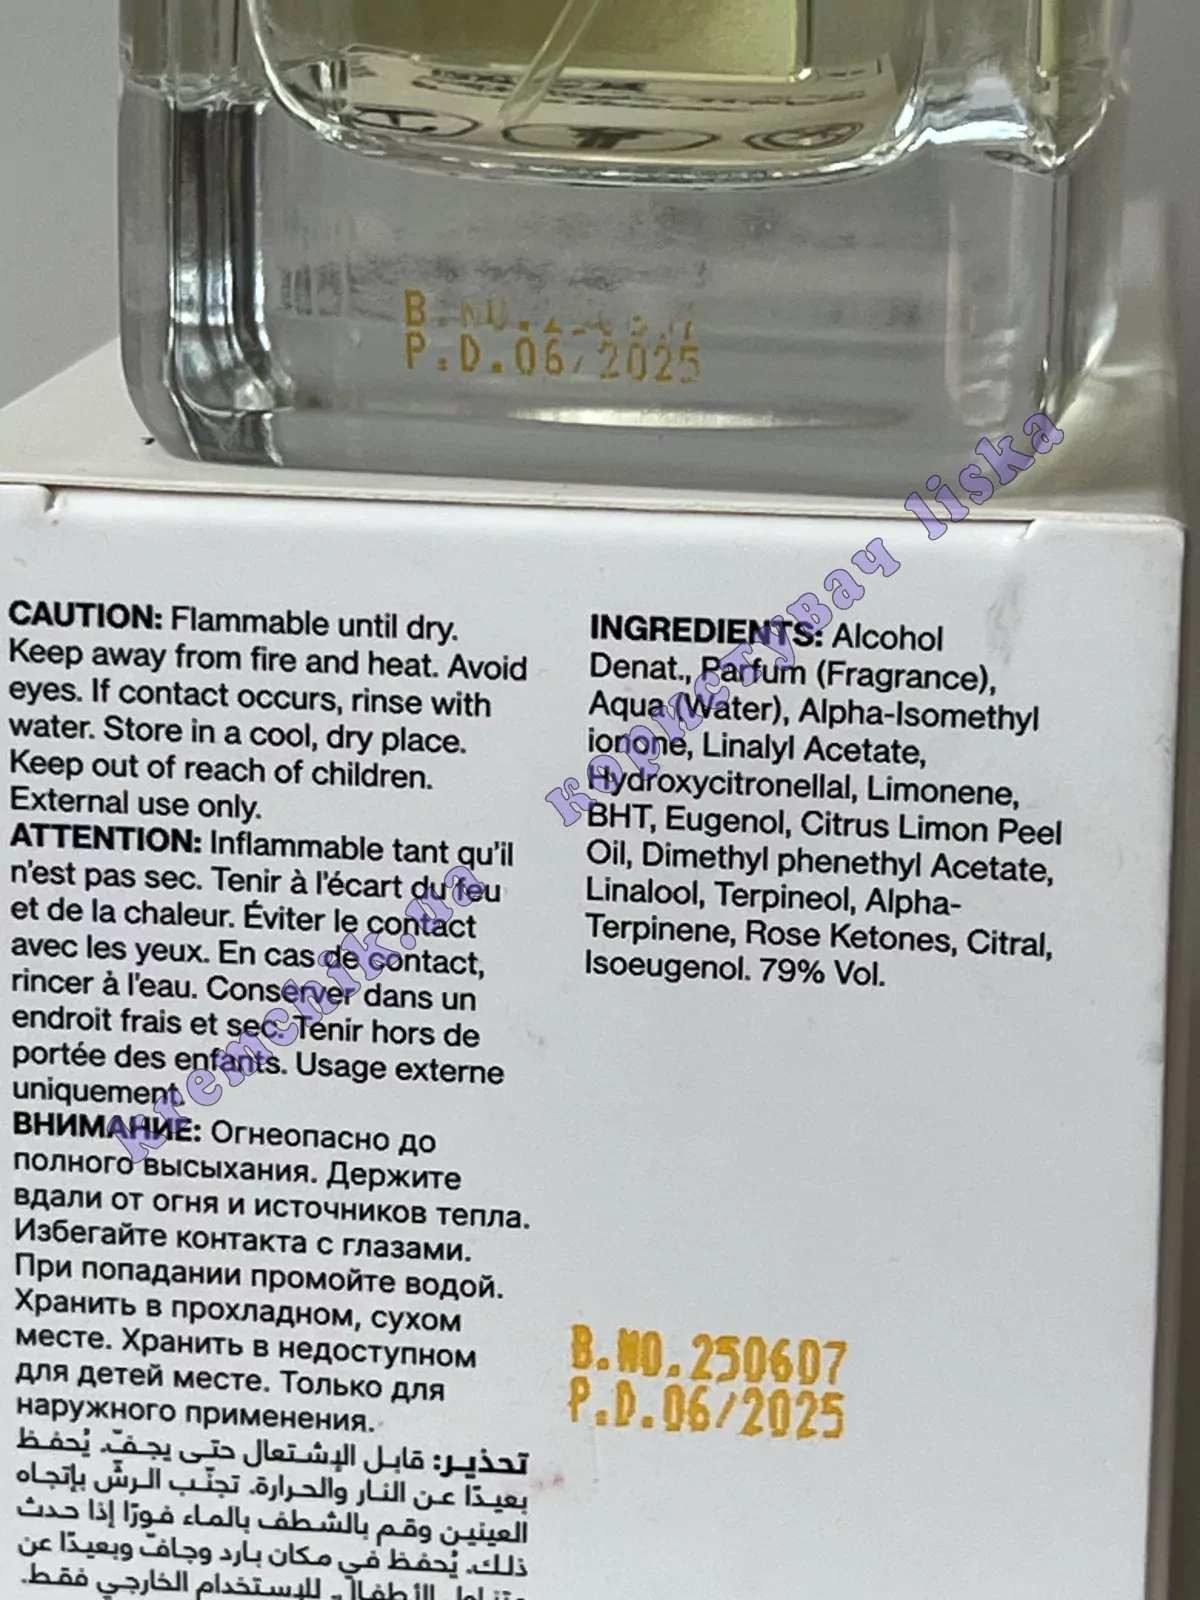 P.D.06/2025
CAUTION: Flammable until dry.
Keep away from fire and heat. Avoid
eyes. If contact occurs, rinse with
water. Store in a cool, dry place.
Keep out of reach of children.
External use only.
ATTENTION: Inflammable tant qu'il
n'est pas sec. Tenir à l'écart du feu
et de la chaleur. Éviter le contact
avec les yeux. En cas de contact,
rincer à l'eau. Conserver dans un
endroit frais et sec. Tenir hors de
portée des enfants. Usage externe
uniquement.
ВНИМАНИЕ: Огнеопасно до
полного высыхания. Держите
вдали от огня и источников тепла.
Избегайте контакта с глазами.
При попадании промойте водой.
Хранить в прохладном, сухом
месте. Хранить в недоступном
для детей месте. Только для
наружного применения.
تحذير: قابل للإشتعال حتى يجفّ. يُحفظ
بعيدًا عن النار والحرارة. تجنّب الرشّ بإتجاه
العينين وقم بالشطف بالماء فورًا إذا حدث
ذلك. يُحفظ في مكان بارد وجافّ وبعيدًا عن
متناول الأطفال. للإستخدام الخارجي فقط.
INGREDIENTS: Alcohol
Denat., Parfum (Fragrance),
Aqua (Water), Alpha-Isomethyl
ionone, Linalyl Acetate,
Hydroxycitronellal, Limonene,
BHT, Eugenol, Citrus Limon Peel
Oil, Dimethyl phenethyl Acetate,
Linalool, Terpineol, Alpha-
Terpinene, Rose Ketones, Citral,
Isoeugenol. 79% Vol.
B.NO.250607
P.D.06/2025
kremchik.ua користувач liska